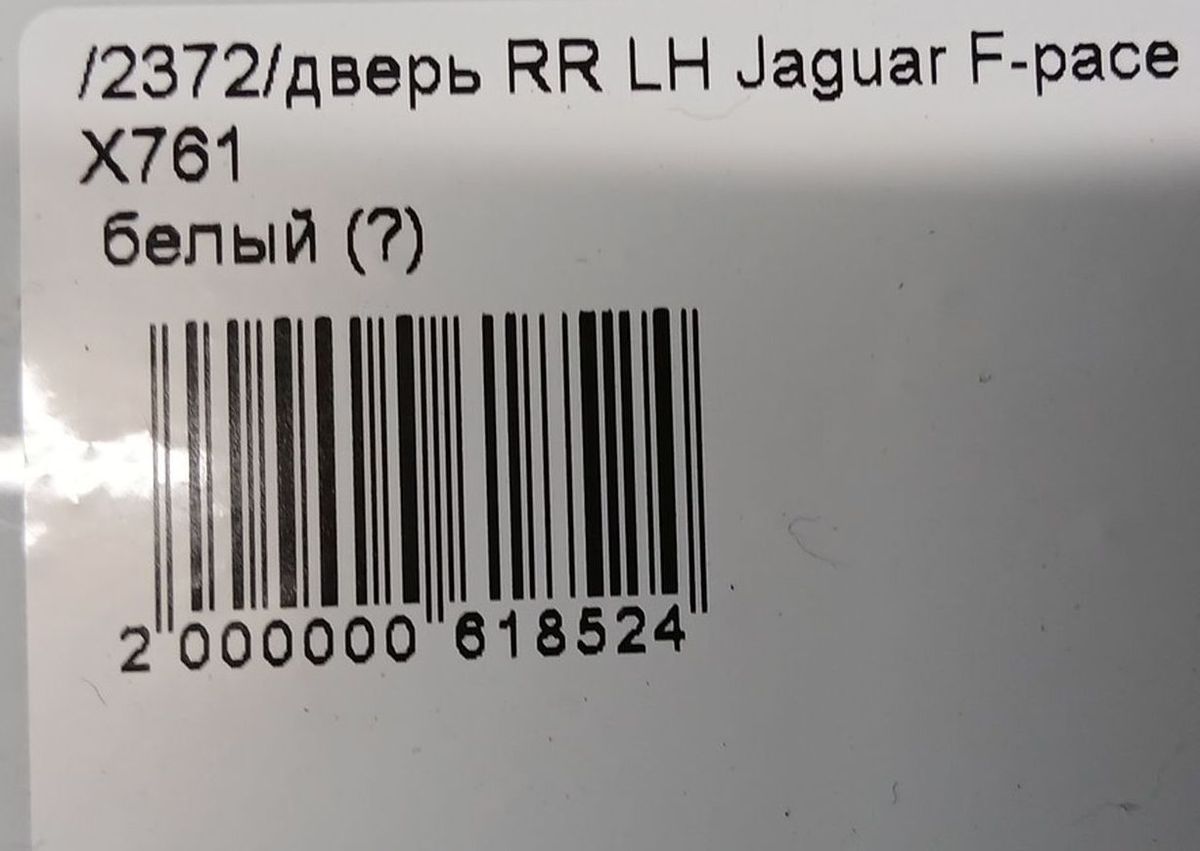 /2372/дверь RR LH Jaguar F-pace
X761
белый (?)
2 000000 618524